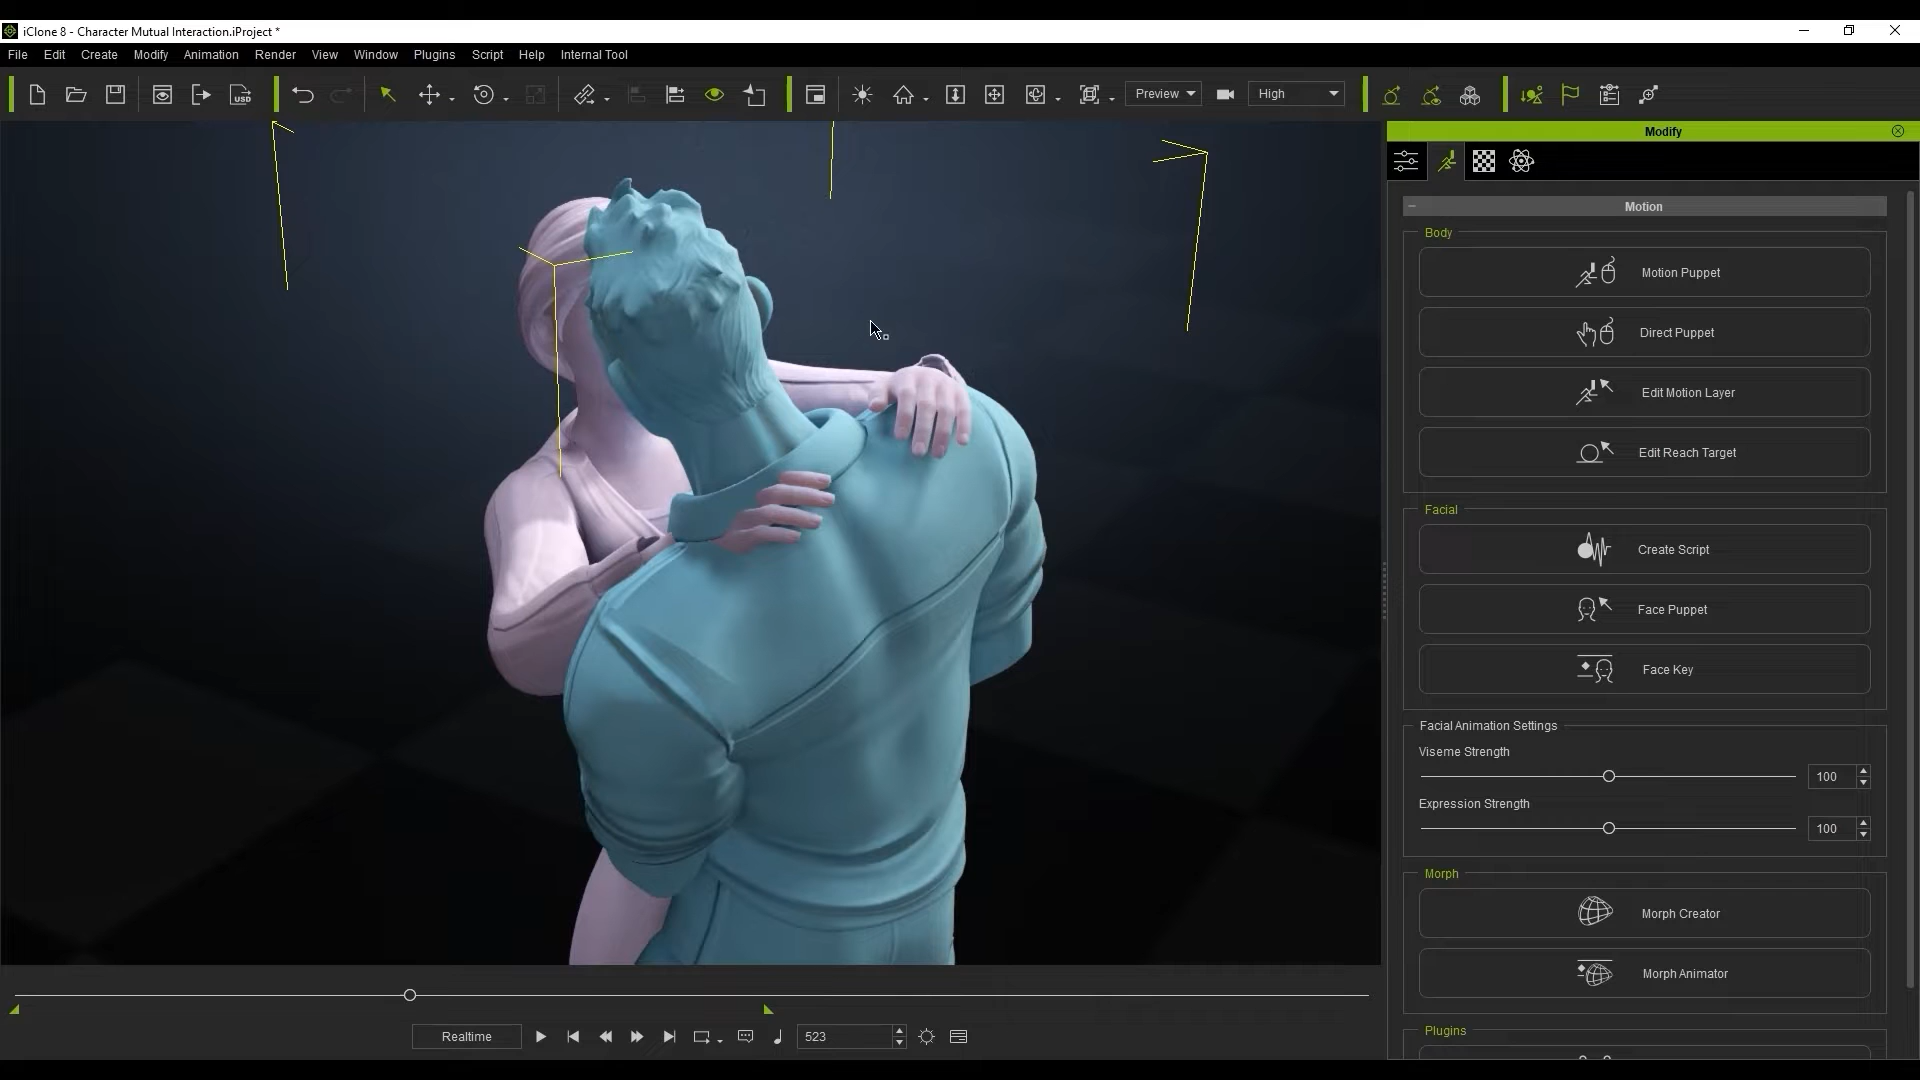 iClone 8 - Character Mutual Interaction.iProject *
File Edit Create Modify Animation Render View Window Plugins Script Help Internal Tool
USD
Preview
High
Modify
Motion
Body
Motion Puppet
Direct Puppet
Edit Motion Layer
Edit Reach Target
Facial
Create Script
Face Puppet
Face Key
Facial Animation Settings
Viseme Strength
100
Expression Strength
100
Morph
Morph Creator
Morph Animator
Plugins
Realtime
523